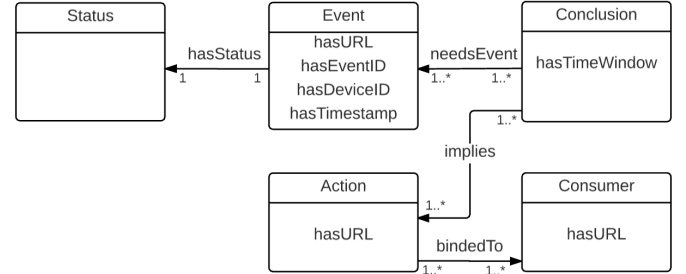 Status
Event
hasURL
hasEventID
hasDeviceID
hasTimestamp
Conclusion
hasTimeWindow
hasStatus
1
1
needsEvent
1..*
1..*
1..*
implies
1..*
Action
hasURL
Consumer
hasURL
bindedTo
1..*
1..*